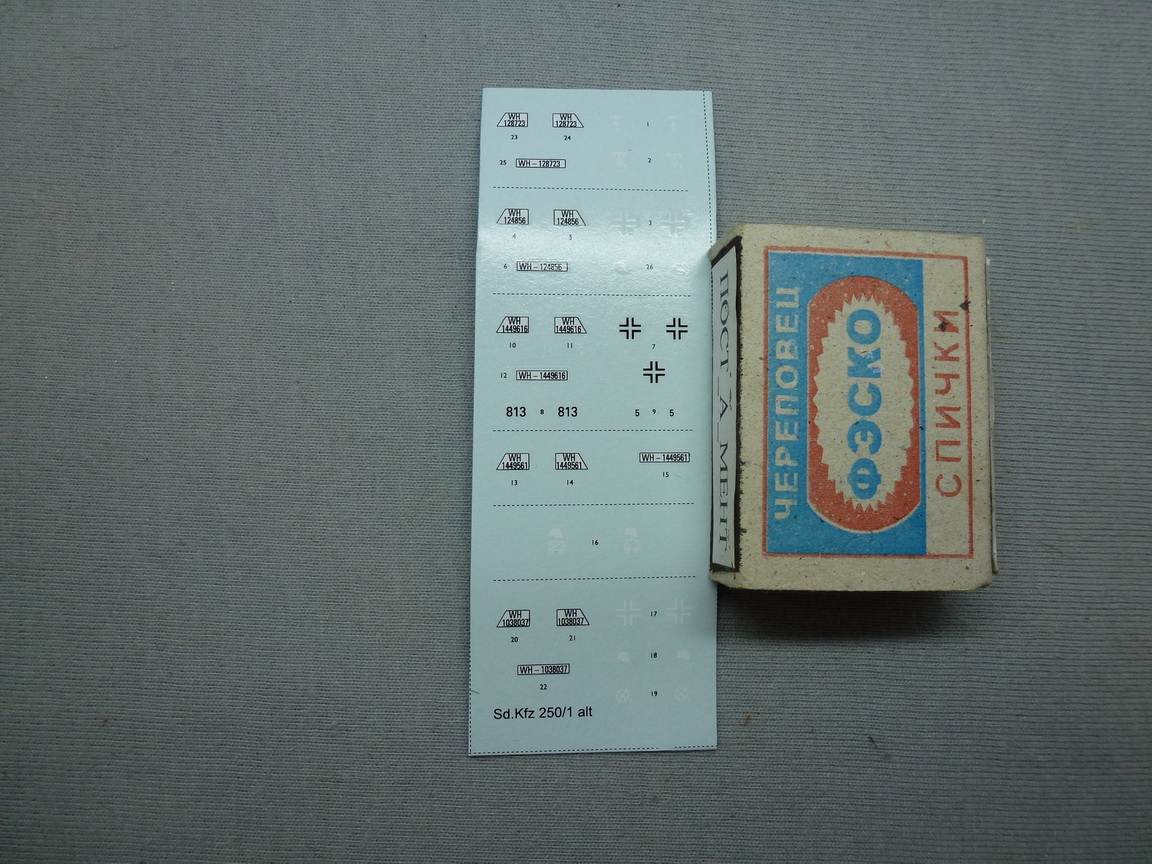 WH WH
128723 128723 1
23 24
25 WH – 128723 2
WH WH
124856 124856 3
4 5
6 WH – 124856 26
WH WH
1449616 1449616
10 11 7
12 WH – 1449616
813 8 813 5 9 5
WH WH WH – 1449561
1449561 1449561 15
13 14
16
WH WH 17
1038037 1038037
20 21
18
WH – 1038037
22 19
Sd.Kfz 250/1 alt
ЧЕРЕПОВЕЦ
ФЭСКО
СПИЧКИ